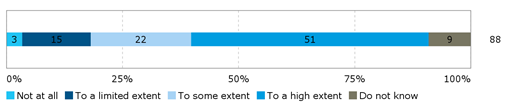 3 15 22 51 9 88
0% 25% 50% 75% 100%
Not at all To a limited extent To some extent To a high extent Do not know